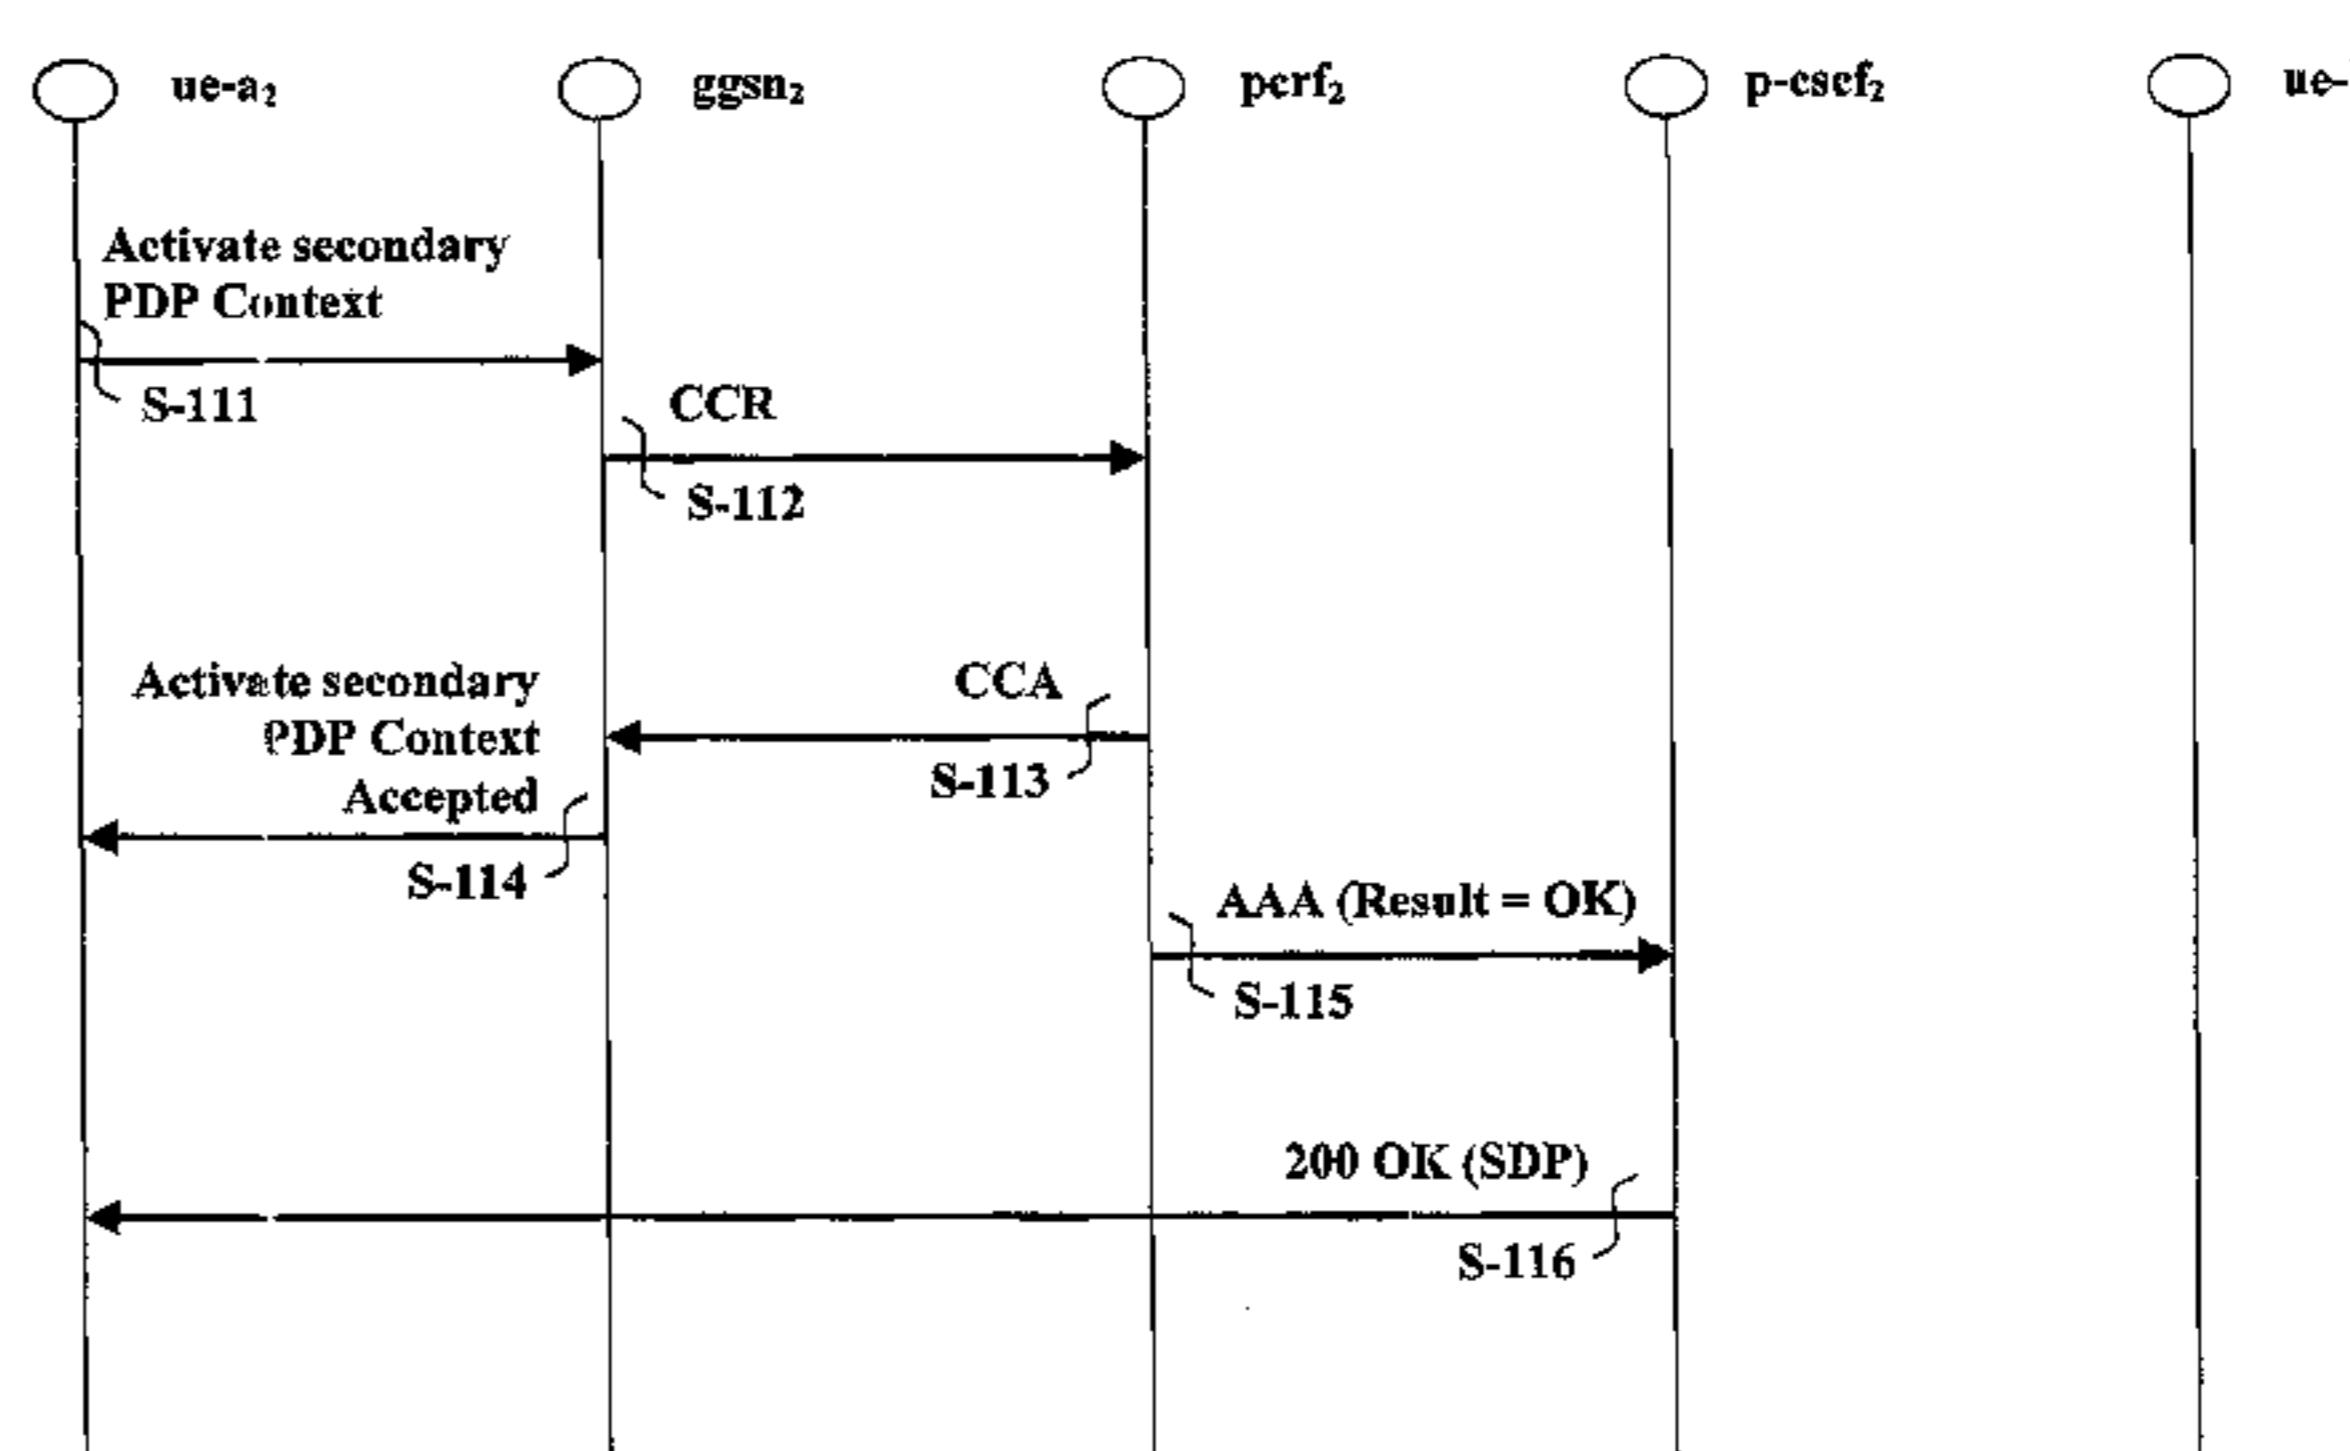 ue-a₂
ggsn₂
pcrf₂
p-cscf₂
ue-
Activate secondary
PDP Context
S-111
CCR
S-112
Activate secondary
PDP Context
Accepted
CCA
S-113
S-114
AAA (Result = OK)
S-115
200 OK (SDP)
S-116